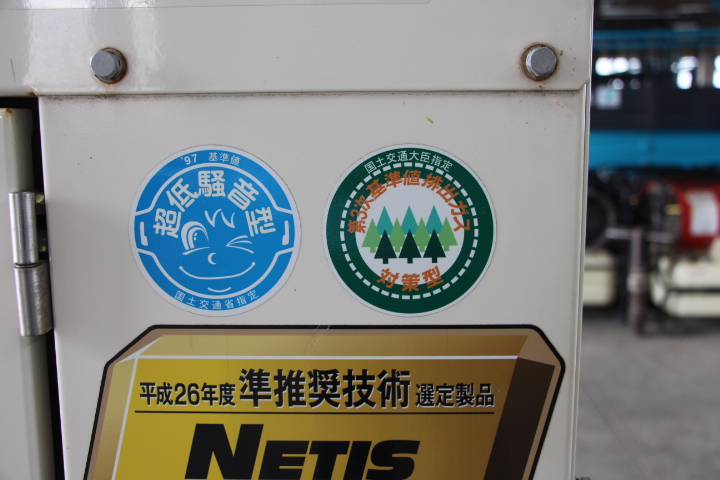 '97 基準値
超低騒音型
国土交通省指定
国土交通大臣指定
第3次基準値排出ガス
対策型
平成26年度 準推奨技術 選定製品
NETIS